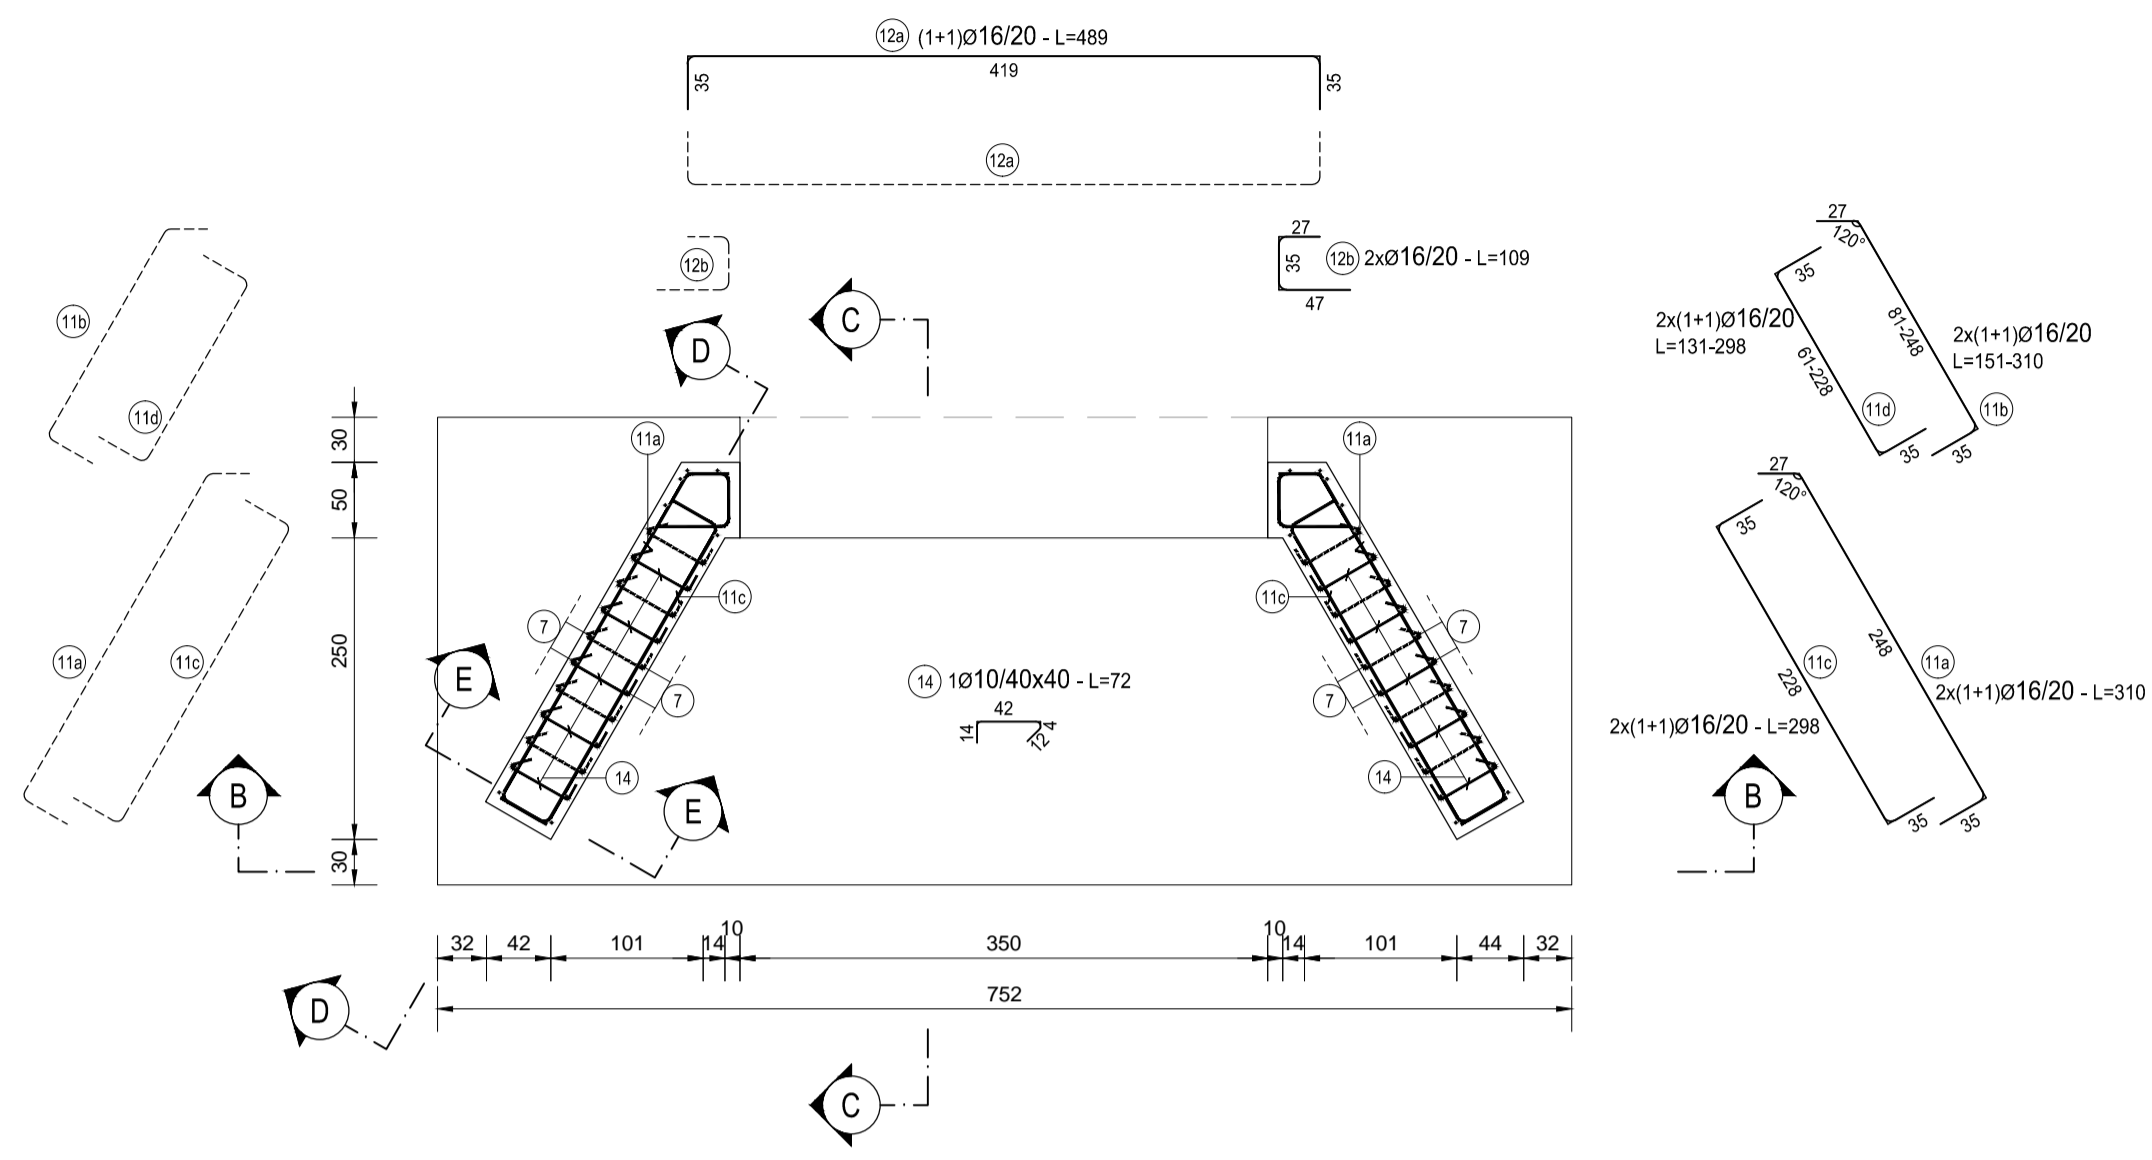 12a (1+1)Ø16/20 - L=489
419
35
35
12a
27
35
12b 2xØ16/20 - L=109
47
12b
27
120°
35
2x(1+1)Ø16/20
L=131-298
81-248
61-228
2x(1+1)Ø16/20
L=151-310
11d
11b
35
35
11b
11d
C
D
30
11a
11a
50
11c
11c
27
120°
35
250
7
7
7
7
11a
11c
E
14 1Ø10/40x40 - L=72
42
14
12
4
228
11c
248
11a
2x(1+1)Ø16/20 - L=310
2x(1+1)Ø16/20 - L=298
35
35
14
14
B
E
B
30
32
42
101
14
10
350
10
14
101
44
32
752
D
C